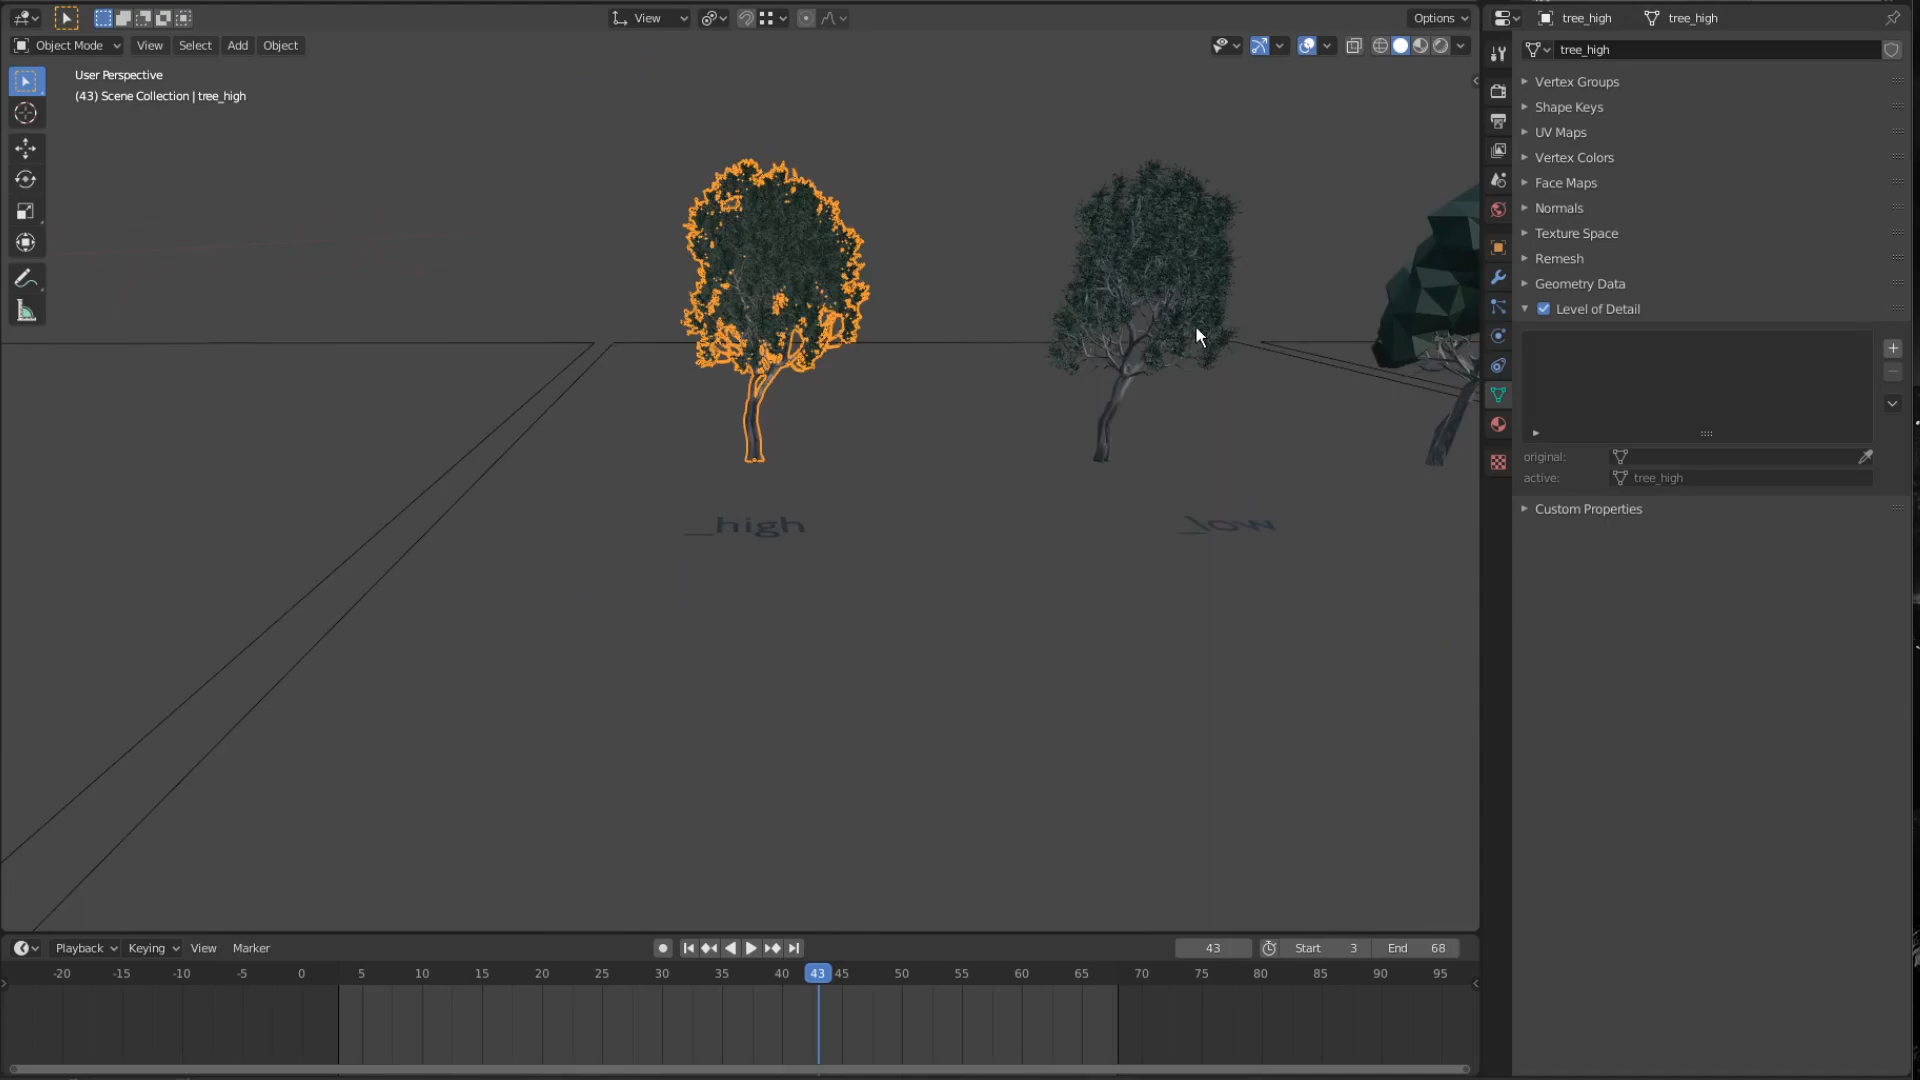 View
Options
tree_high
tree_high
Object Mode
View
Select
Add
Object
tree_high
User Perspective
(43) Scene Collection | tree_high
Vertex Groups
Shape Keys
UV Maps
Vertex Colors
Face Maps
Normals
Texture Space
Remesh
Geometry Data
Level of Detail
original:
active:
tree_high
Custom Properties
_high
_low
Playback
Keying
View
Marker
43
Start 3
End 68
-20 -15 -10 -5 0 5 10 15 20 25 30 35 40 43 45 50 55 60 65 70 75 80 85 90 95